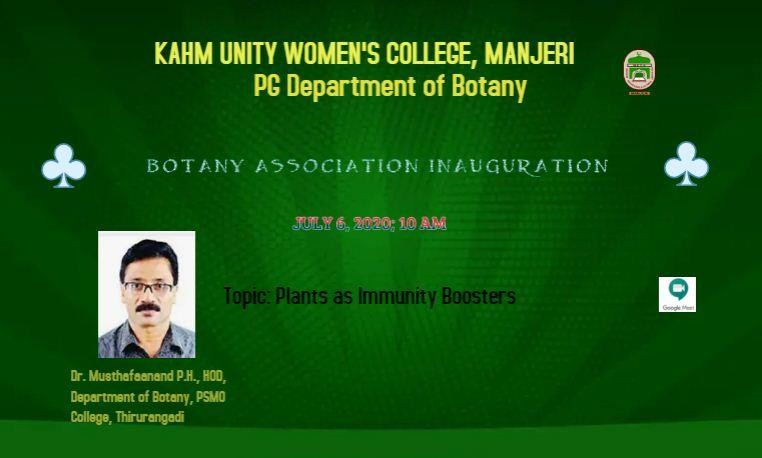 KAHM UNITY WOMEN'S COLLEGE, MANJERI
PG Department of Botany
BOTANY ASSOCIATION INAUGURATION
JULY 6, 2020; 10 AM
Topic: Plants as Immunity Boosters
Google Meet
Dr. Musthafaanand P.H., HOD,
Department of Botany, PSMO
College, Thirurangadi